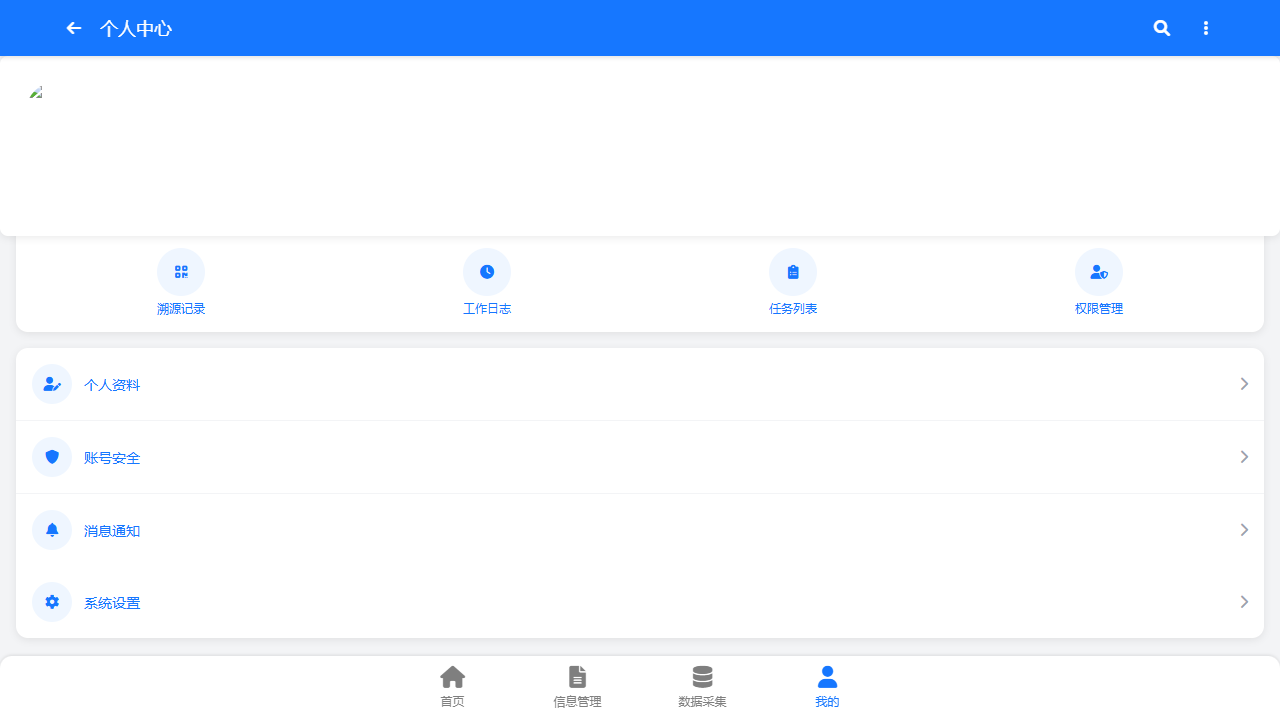 个人中心
溯源记录
工作日志
任务列表
权限管理
个人资料
账号安全
消息通知
系统设置
首页
信息管理
数据采集
我的